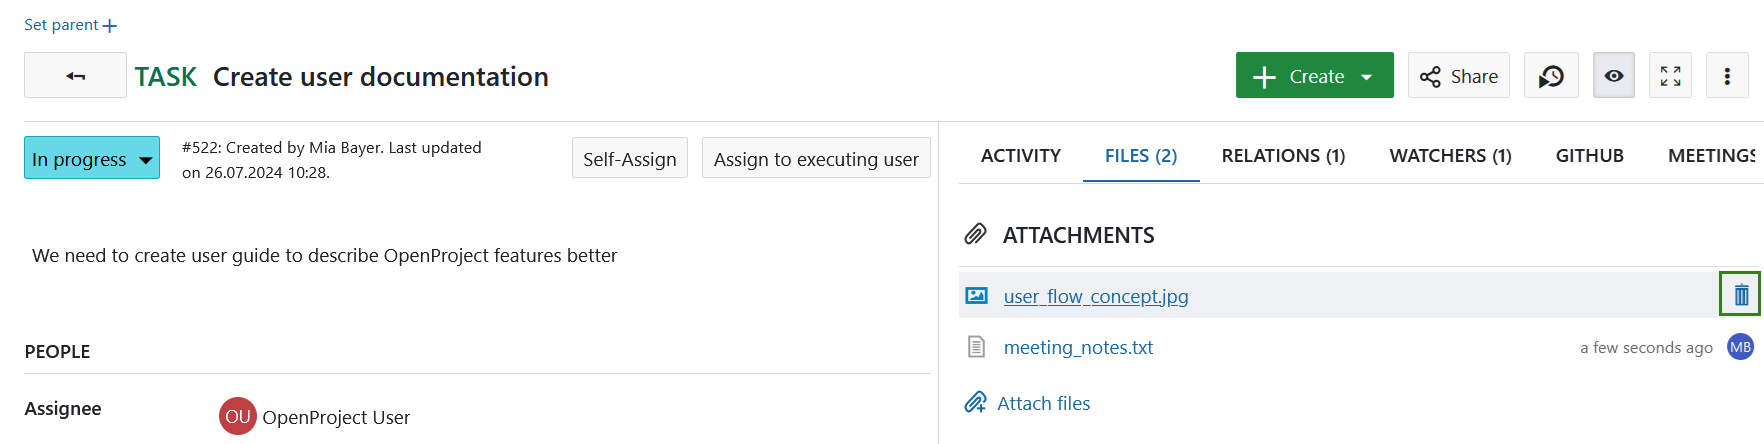 Set parent
TASK Create user documentation
Create
Share
In progress
#522: Created by Mia Bayer. Last updated
on 26.07.2024 10:28.
Self-Assign
Assign to executing user
We need to create user guide to describe OpenProject features better
PEOPLE
Assignee
OU OpenProject User
ACTIVITY FILES (2) RELATIONS (1) WATCHERS (1) GITHUB MEETINGS
ATTACHMENTS
user_flow_concept.jpg
meeting_notes.txt a few seconds ago MB
Attach files